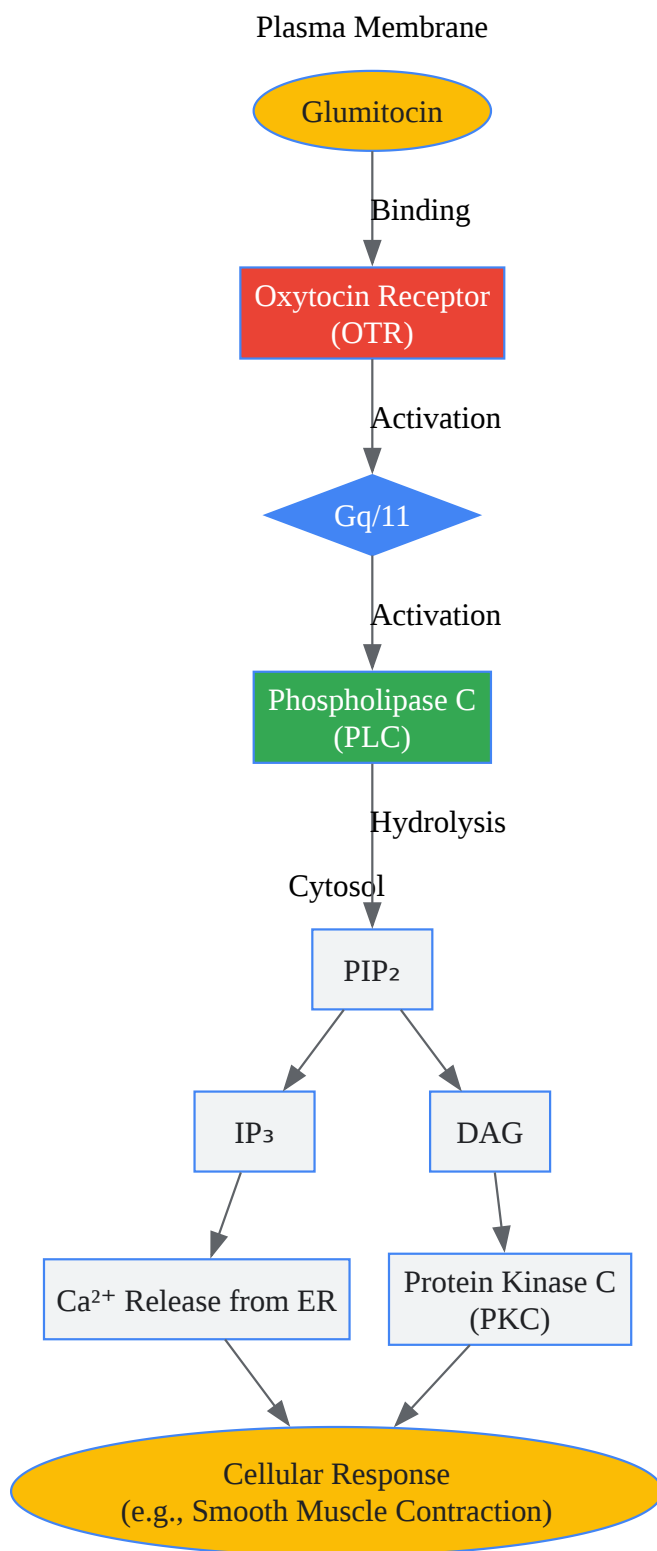 Plasma Membrane
Glumitocin
Binding
Oxytocin Receptor
(OTR)
Activation
Gq/11
Activation
Phospholipase C
(PLC)
Hydrolysis
Cytosol
PIP₂
IP₃
DAG
Ca²⁺ Release from ER
Protein Kinase C
(PKC)
Cellular Response
(e.g., Smooth Muscle Contraction)